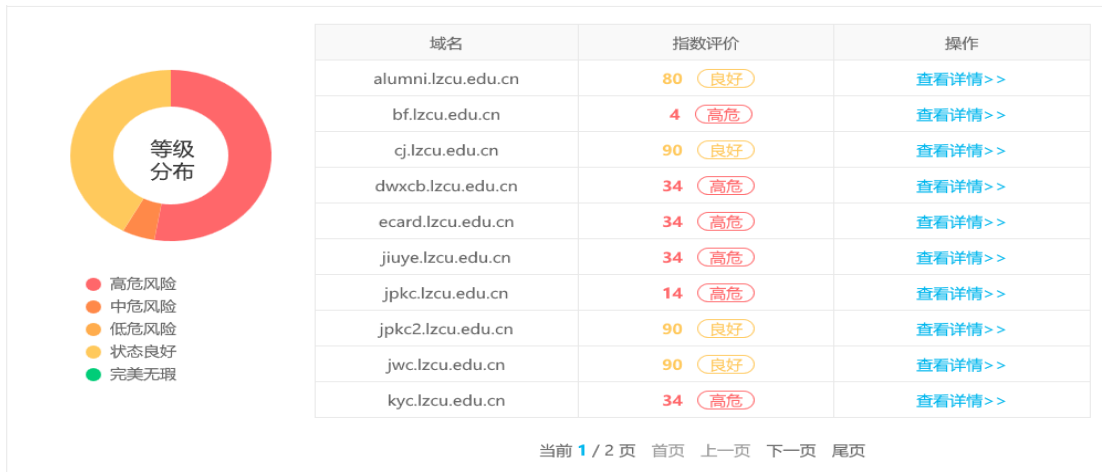 等级
分布
高危风险
中危风险
低危风险
状态良好
完美无瑕
域名 指数评价 操作
alumni.lzcu.edu.cn 80 良好 查看详情>>
bf.lzcu.edu.cn 4 高危 查看详情>>
cj.lzcu.edu.cn 90 良好 查看详情>>
dwxcb.lzcu.edu.cn 34 高危 查看详情>>
ecard.lzcu.edu.cn 34 高危 查看详情>>
jiuye.lzcu.edu.cn 34 高危 查看详情>>
jpkc.lzcu.edu.cn 14 高危 查看详情>>
jpkc2.lzcu.edu.cn 90 良好 查看详情>>
jwc.lzcu.edu.cn 90 良好 查看详情>>
kyc.lzcu.edu.cn 34 高危 查看详情>>
当前 1 / 2 页 首页 上一页 下一页 尾页